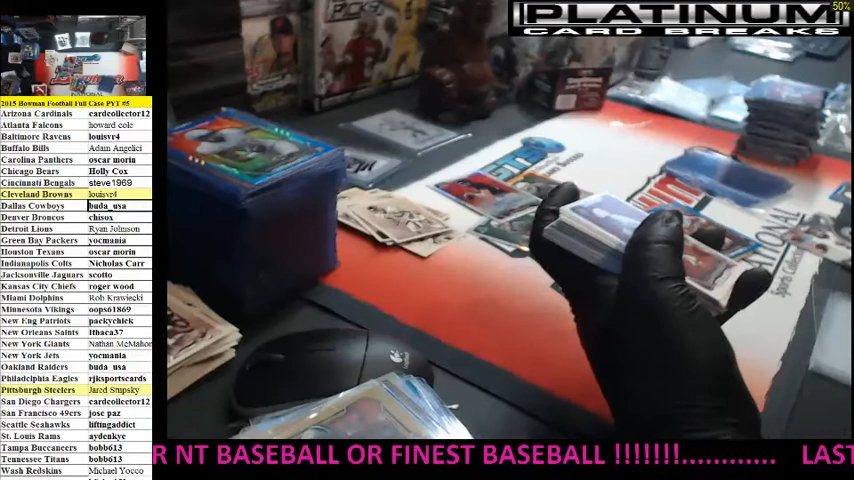 50%
PLATINUM
CARD BREAKS
2015 Bowman Football Full Case PYT #5
Arizona Cardinals cardcollector12
Atlanta Falcons howard cole
Baltimore Ravens louisvr4
Buffalo Bills Adam Angelici
Carolina Panthers oscar morin
Chicago Bears Holly Cox
Cincinnati Bengals steve1969
Cleveland Browns louisvr4
Dallas Cowboys buda_usa
Denver Broncos chisox
Detroit Lions Ryan Johnson
Green Bay Packers yocmania
Houston Texans oscar morin
Indianapolis Colts Nicholas Carr
Jacksonville Jaguars scotto
Kansas City Chiefs roger wood
Miami Dolphins Rob Krawiecki
Minnesota Vikings oops61869
New Eng Patriots packychick
New Orleans Saints Ithaca37
New York Giants Nathan McMahon
New York Jets yocmania
Oakland Raiders buda_usa
Philadelphia Eagles rjksportscards
Pittsburgh Steelers Jared Stupsky
San Diego Chargers cardcollector12
San Francisco 49ers jose paz
Seattle Seahawks liftingaddict
St. Louis Rams aydenkyc
Tampa Buccaneers bobb613
Tennessee Titans bobb613
Wash Redskins Michael Yocco
NATIONAL
Sports Collec
Logitech
R NT BASEBALL OR FINEST BASEBALL !!!!!!!............ LAST